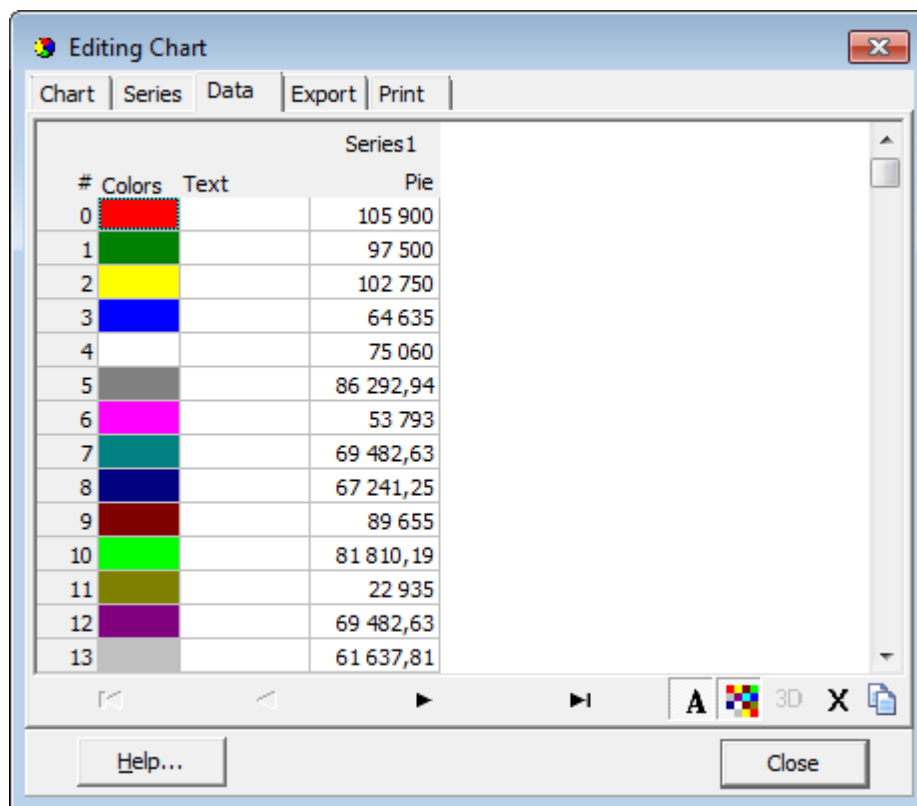 Editing Chart
Chart Series Data Export Print
Series1
# Colors Text Pie
0 105 900
1 97 500
2 102 750
3 64 635
4 75 060
5 86 292,94
6 53 793
7 69 482,63
8 67 241,25
9 89 655
10 81 810,19
11 22 935
12 69 482,63
13 61 637,81
A 3D X
Help... Close